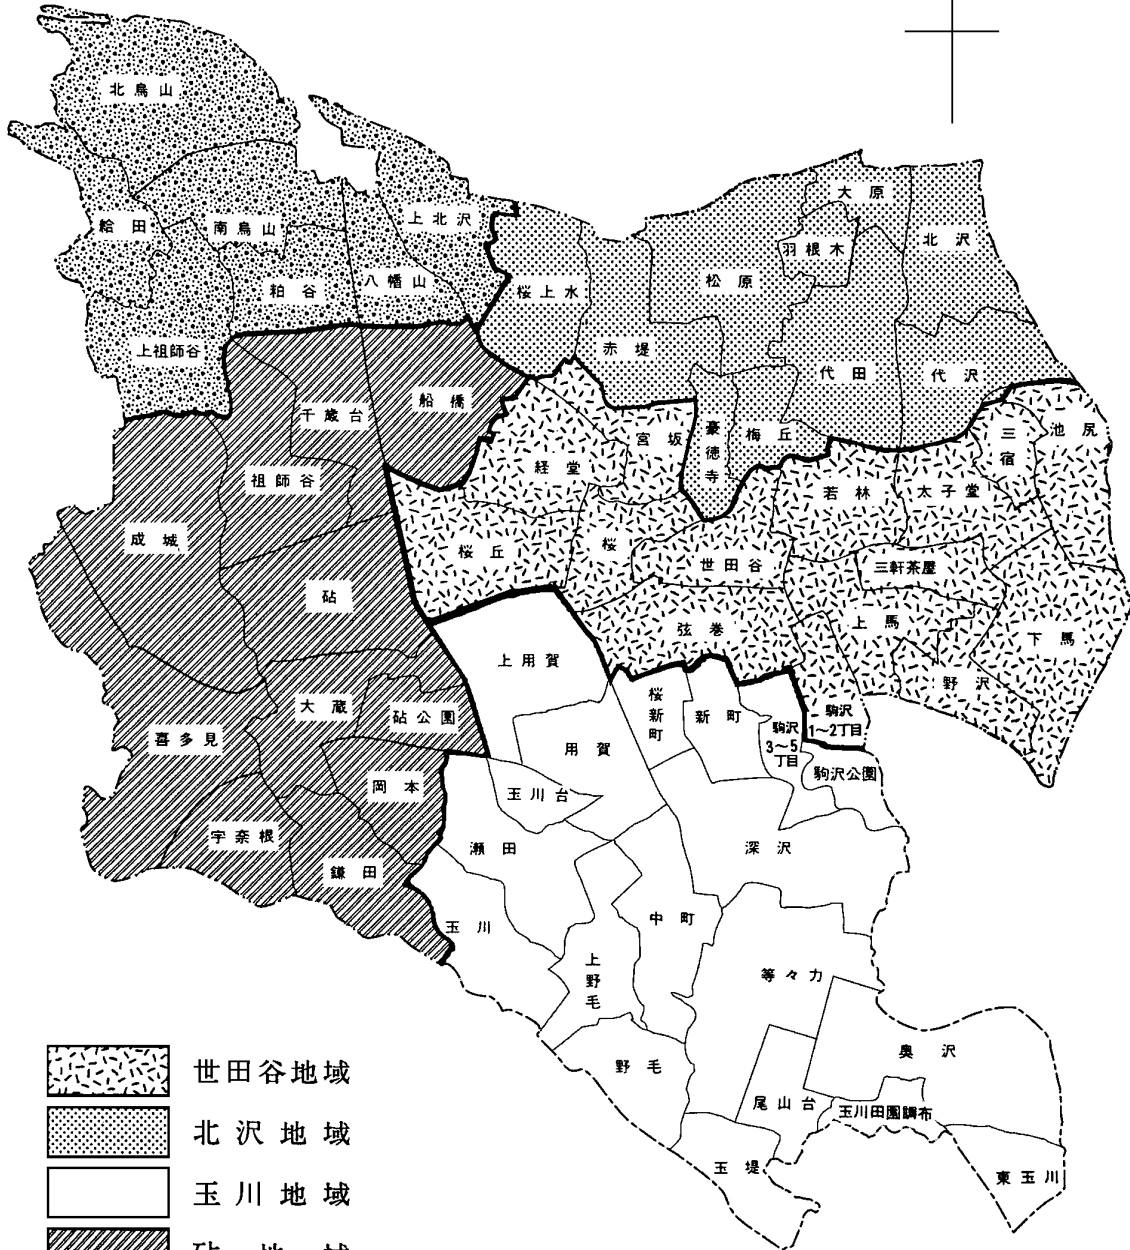 北烏山
給田
南烏山
上北沢
粕谷
八幡山
上祖師谷
大原
羽根木
北沢
松原
桜上水
赤堤
代田
代沢
豪徳寺
梅丘
船橋
千歳台
祖師谷
成城
砧
大蔵
砧公園
喜多見
岡本
宇奈根
鎌田
宮坂
経堂
桜丘
桜
世田谷
若林
太子堂
三宿
池尻
三軒茶屋
弦巻
上馬
下馬
野沢
駒沢
1～2丁目
上用賀
桜新町
新町
駒沢
3～5
丁目
駒沢公園
用賀
玉川台
瀬田
深沢
玉川
中町
上野毛
等々力
野毛
奥沢
尾山台
玉川田園調布
玉堤
東玉川
世田谷地域
北沢地域
玉川地域
砧地域